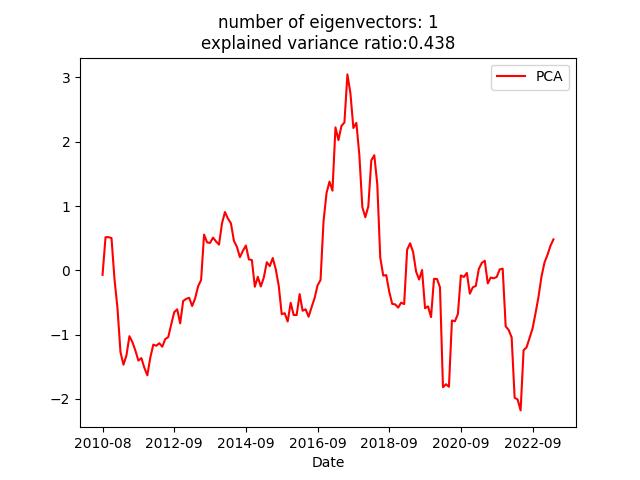 number of eigenvectors: 1
explained variance ratio:0.438
PCA
3
2
1
0
−1
−2
2010-08 2012-09 2014-09 2016-09 2018-09 2020-09 2022-09
Date